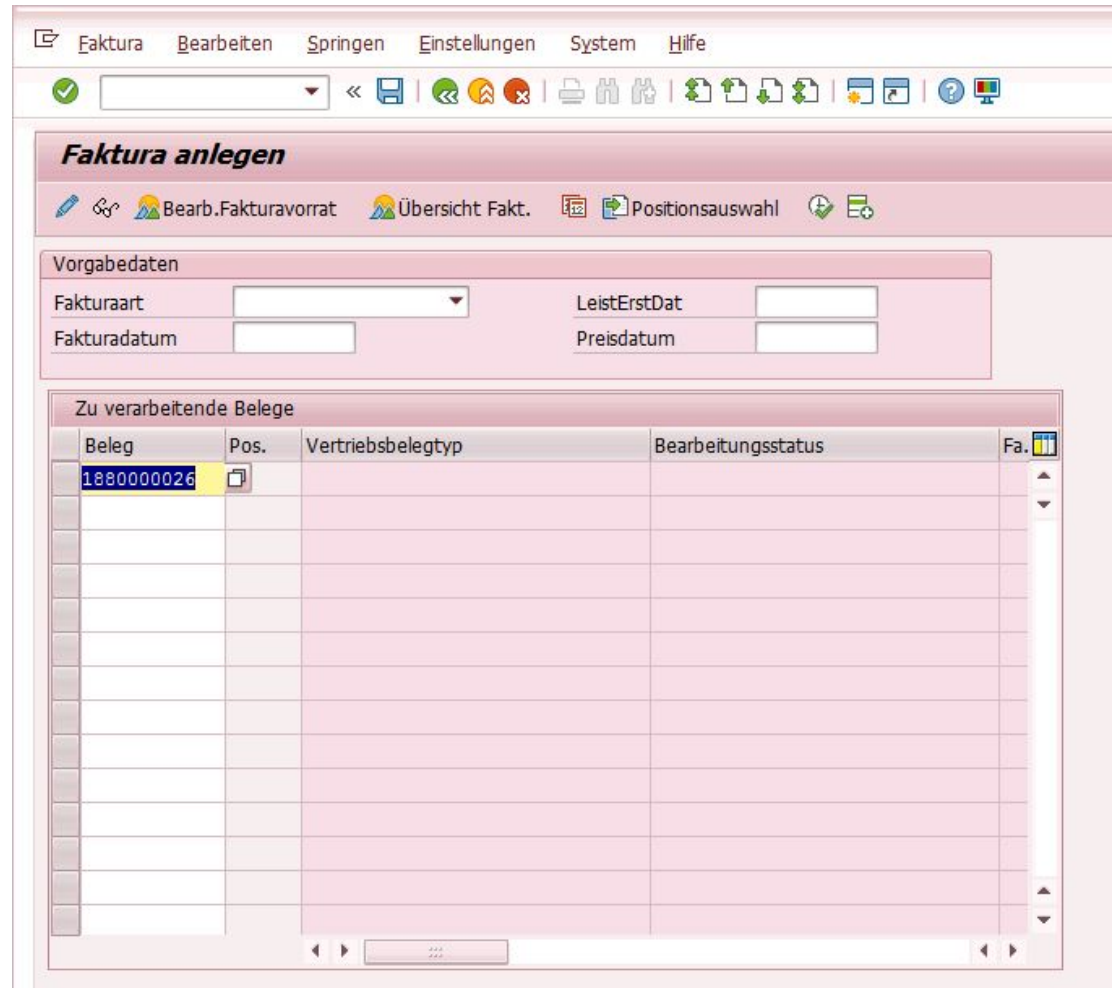 Faktura Bearbeiten Springen Einstellungen System Hilfe
Faktura anlegen
Bearb.Fakturavorrat Übersicht Fakt. 12 Positionsauswahl
Vorgabedaten
Fakturaart LeistErstDat
Fakturadatum Preisdatum
Zu verarbeitende Belege
Beleg Pos. Vertriebsbelegtyp Bearbeitungsstatus Fa.
1880000026